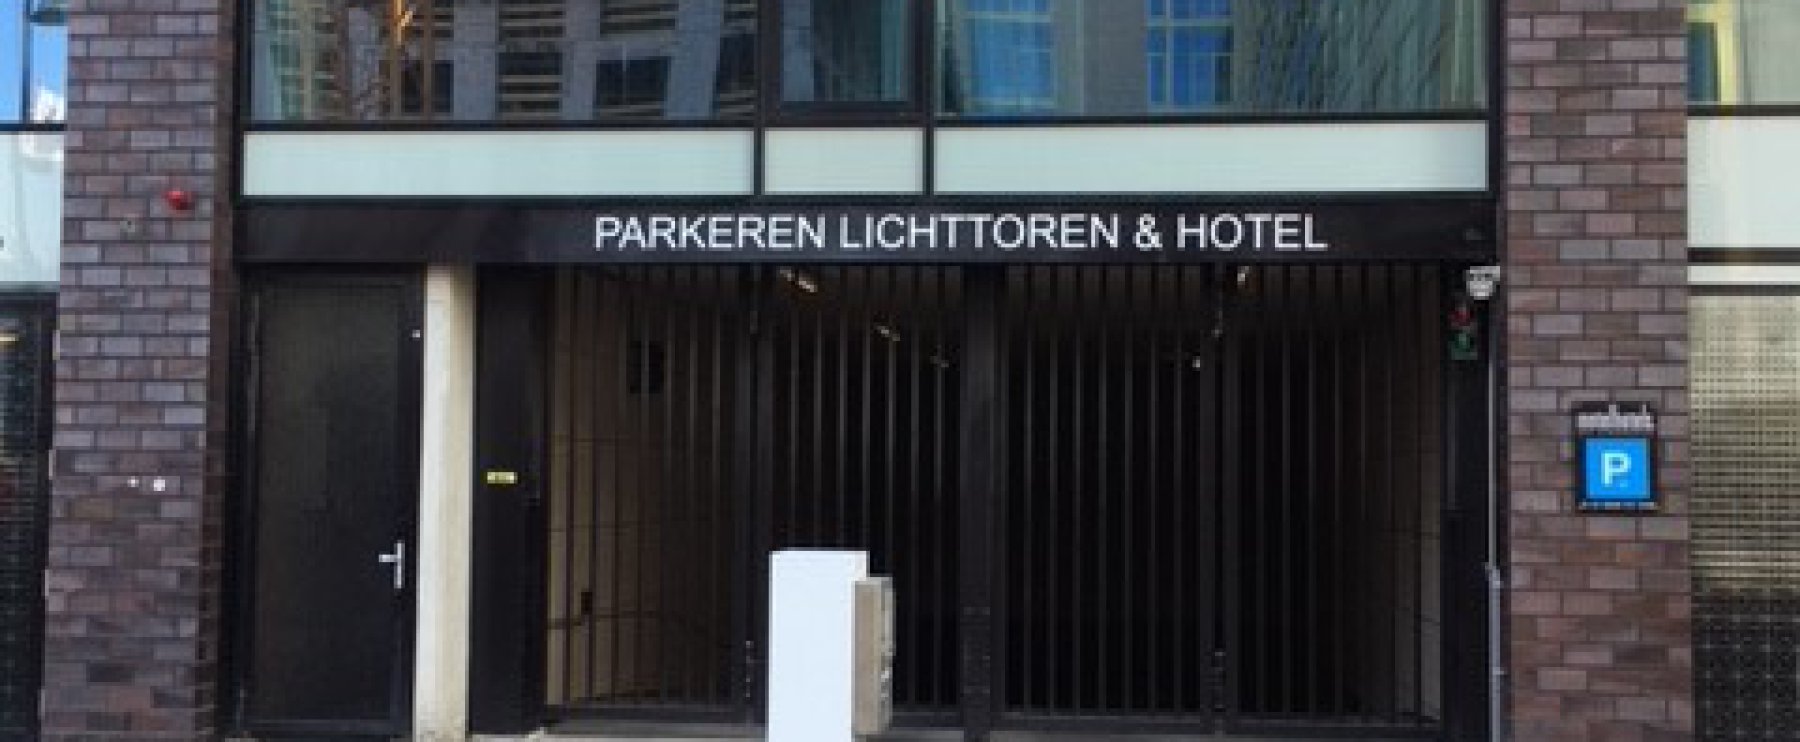 PARKEREN LICHTTOREN & HOTEL
P